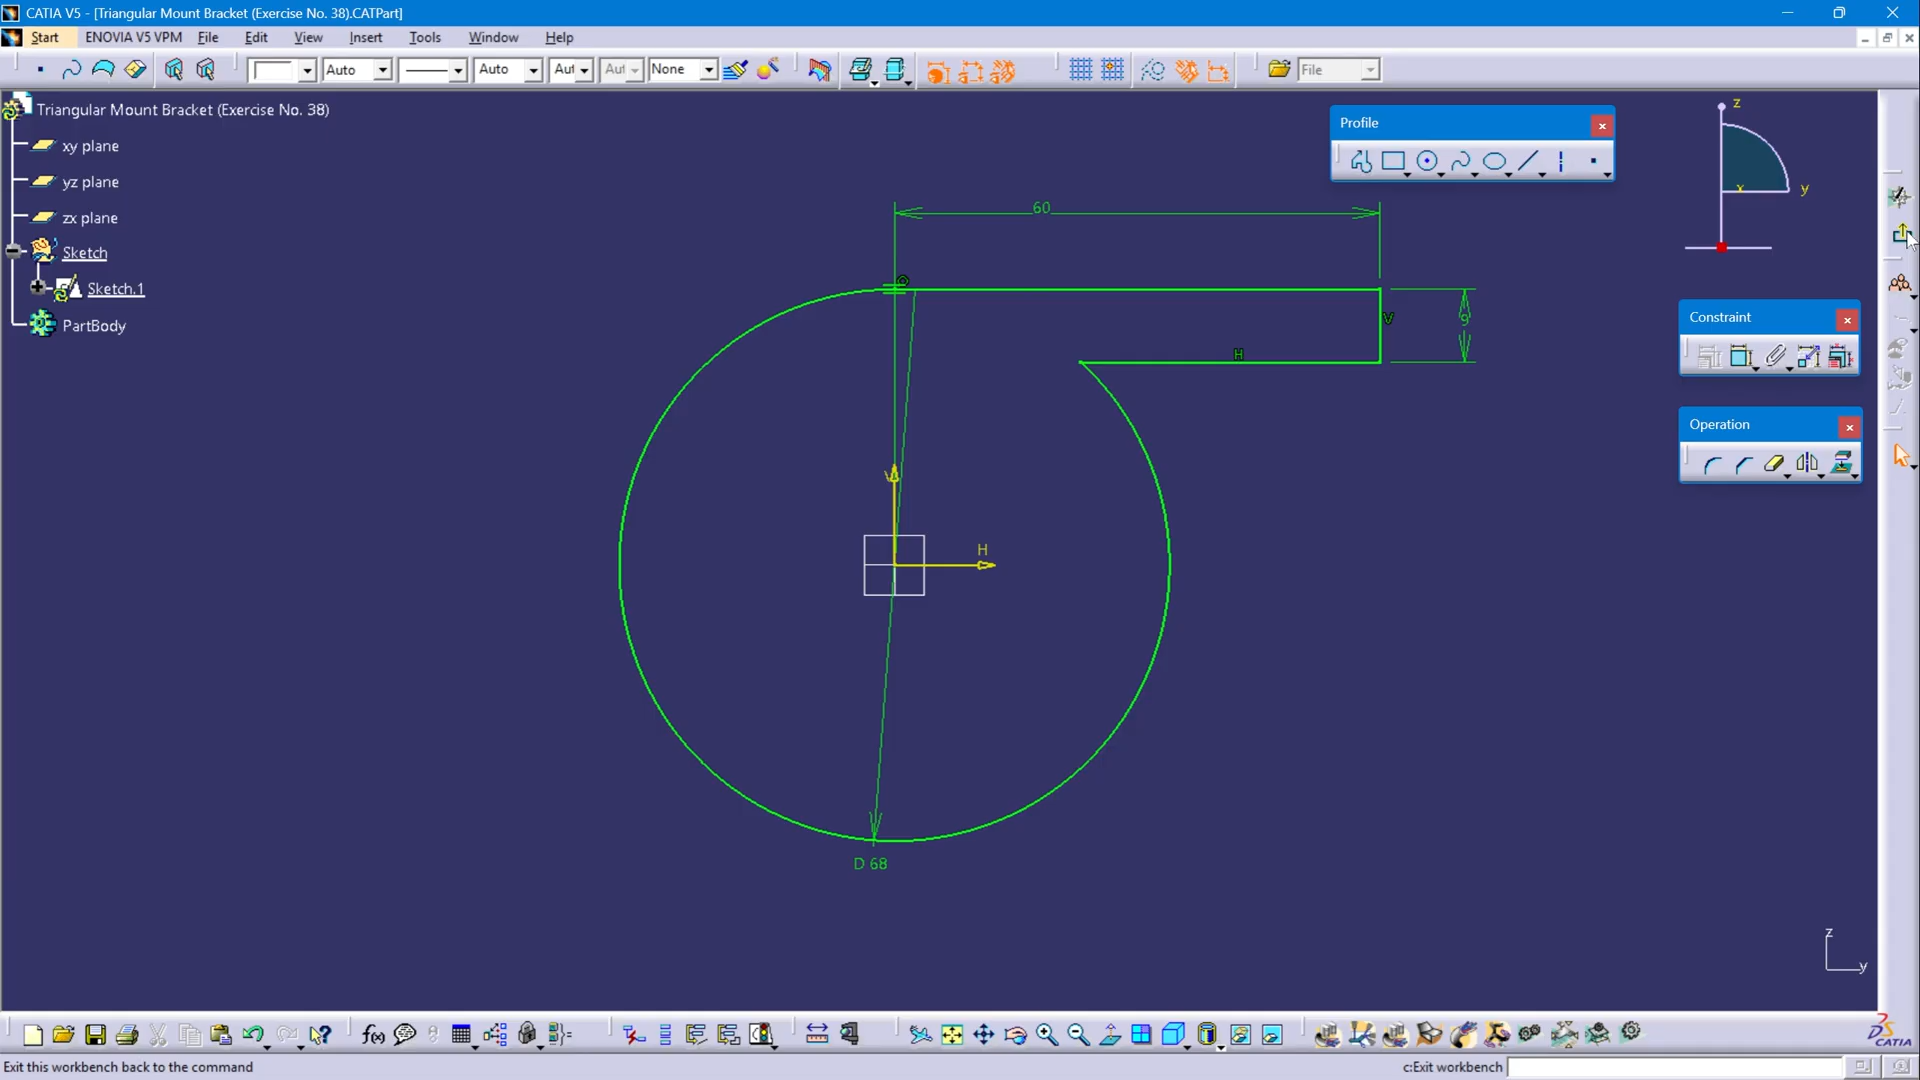 CATIA V5 - [Triangular Mount Bracket (Exercise No. 38).CATPart]
Start ENOVIA V5 VPM File Edit View Insert Tools Window Help
Auto Auto Aut Aut None File
Triangular Mount Bracket (Exercise No. 38)
xy plane
yz plane
zx plane
Sketch
Sketch.1
PartBody
Profile
z
x
y
60
V
9
H
Constraint
Operation
V
H
D 68
z
y
f(x)
CATIA
Exit this workbench back to the command
c:Exit workbench